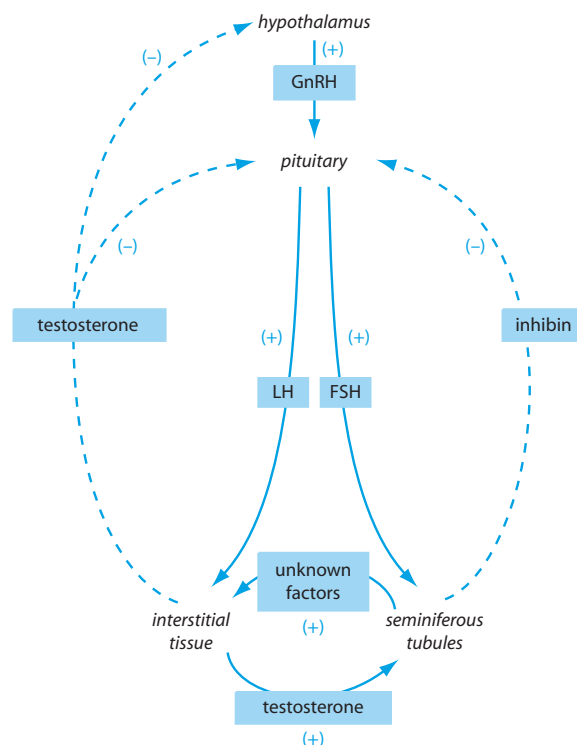 hypothalamus
(–)
(+)
GnRH
pituitary
(–)
(–)
testosterone
inhibin
(+)
(+)
LH
FSH
unknown
factors
(+)
interstitial
tissue
seminiferous
tubules
testosterone
(+)